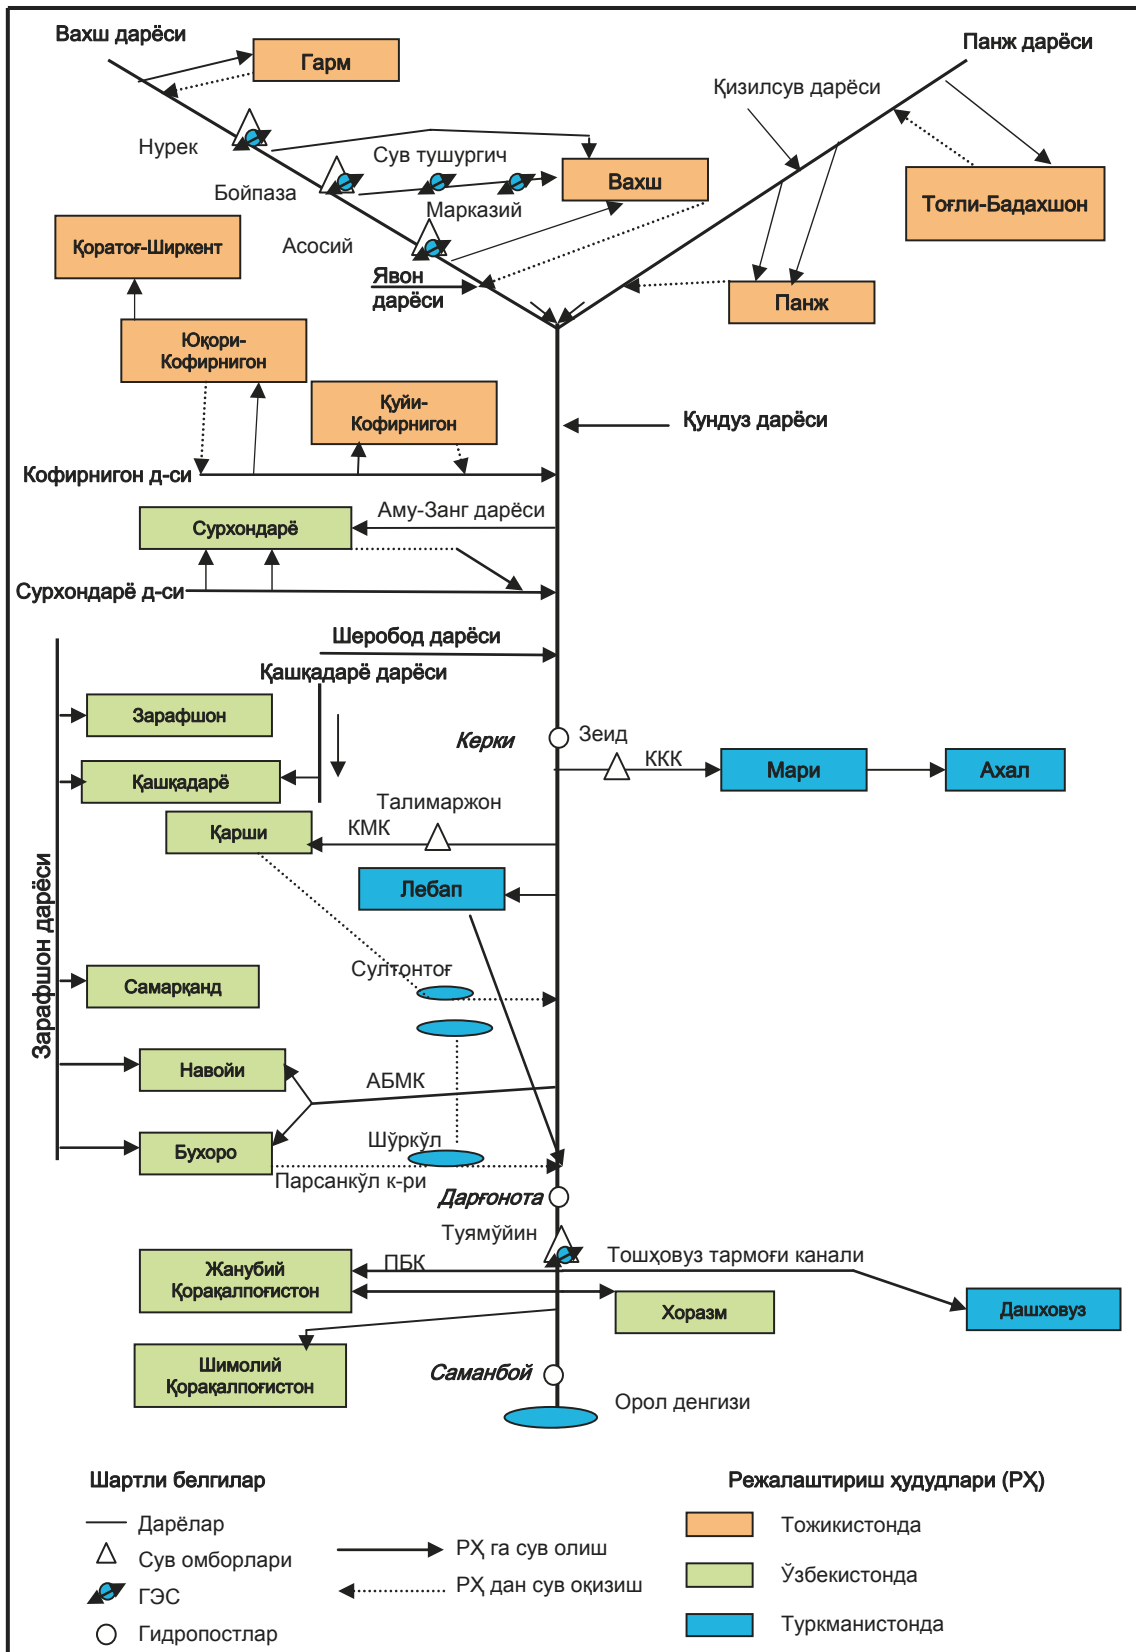 Вахш дарёси
Панж дарёси
Гарм
Қизилсув дарёси
Нурек
Сув тушургич
Бойпаза
Вахш
Марказий
Тоғли-Бадахшон
Қоратоғ-Ширкент
Асосий
Явон
дарёси
Панж
Юқори-
Кофирнигон
Қуйи-
Кофирнигон
Қундуз дарёси
Кофирнигон д-си
Аму-Занг дарёси
Сурхондарё
Сурхондарё д-си
Шеробод дарёси
Қашқадарё дарёси
Зарафшон
Керки
Зеид
ККК
Мари
Ахал
Қашқадарё
Талимаржон
КМК
Қарши
Лебап
Зарафшон дарёси
Султонтоғ
Самарқанд
Навоий
АБМК
Бухоро
Шўркўл
Парсанкўл к-ри
Дарғонота
Туямўйин
ПБК
Тошҳовуз тармоғи канали
Жанубий
Қорақалпоғистон
Хоразм
Дашховуз
Шимолий
Қорақалпоғистон
Саманбой
Орол денгизи
Шартли белгилар
Режалаштириш ҳудудлари (РҲ)
Дарёлар
Сув омборлари
ГЭС
Гидропостлар
РҲ га сув олиш
РҲ дан сув оқизиш
Тожикистонда
Ўзбекистонда
Туркманистонда